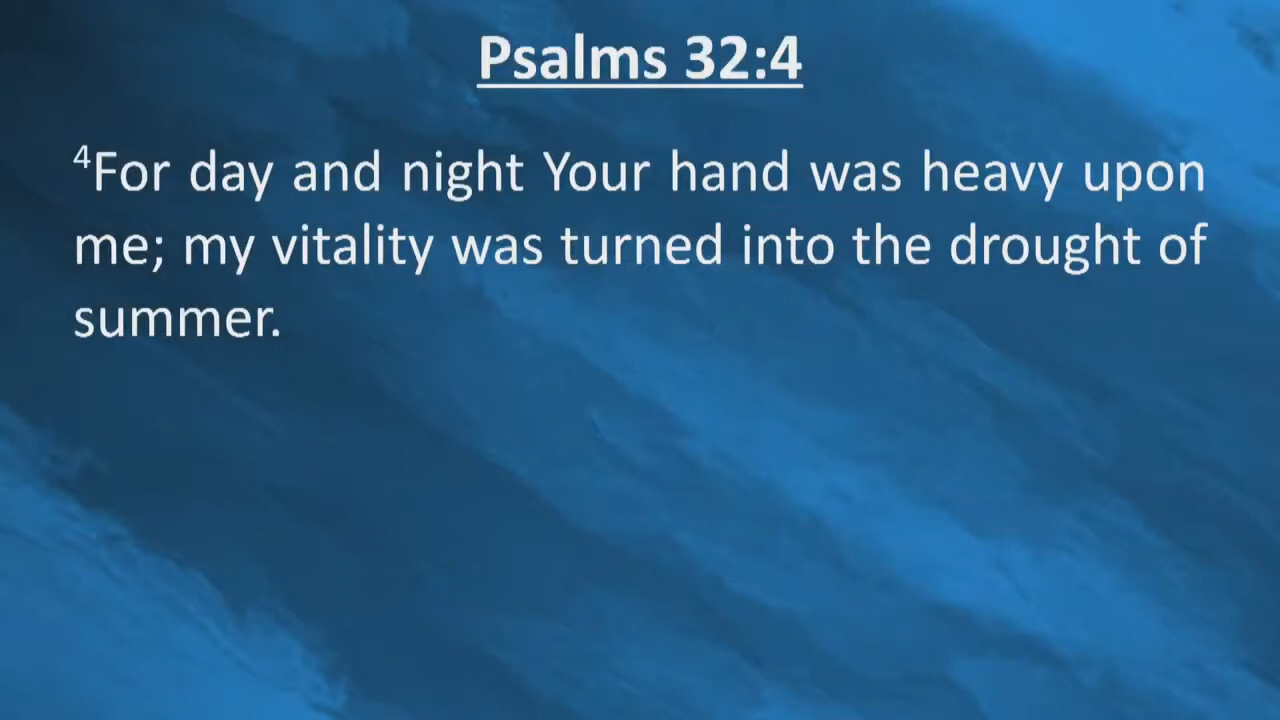 Psalms 32:4
⁴For day and night Your hand was heavy upon
me; my vitality was turned into the drought of
summer.